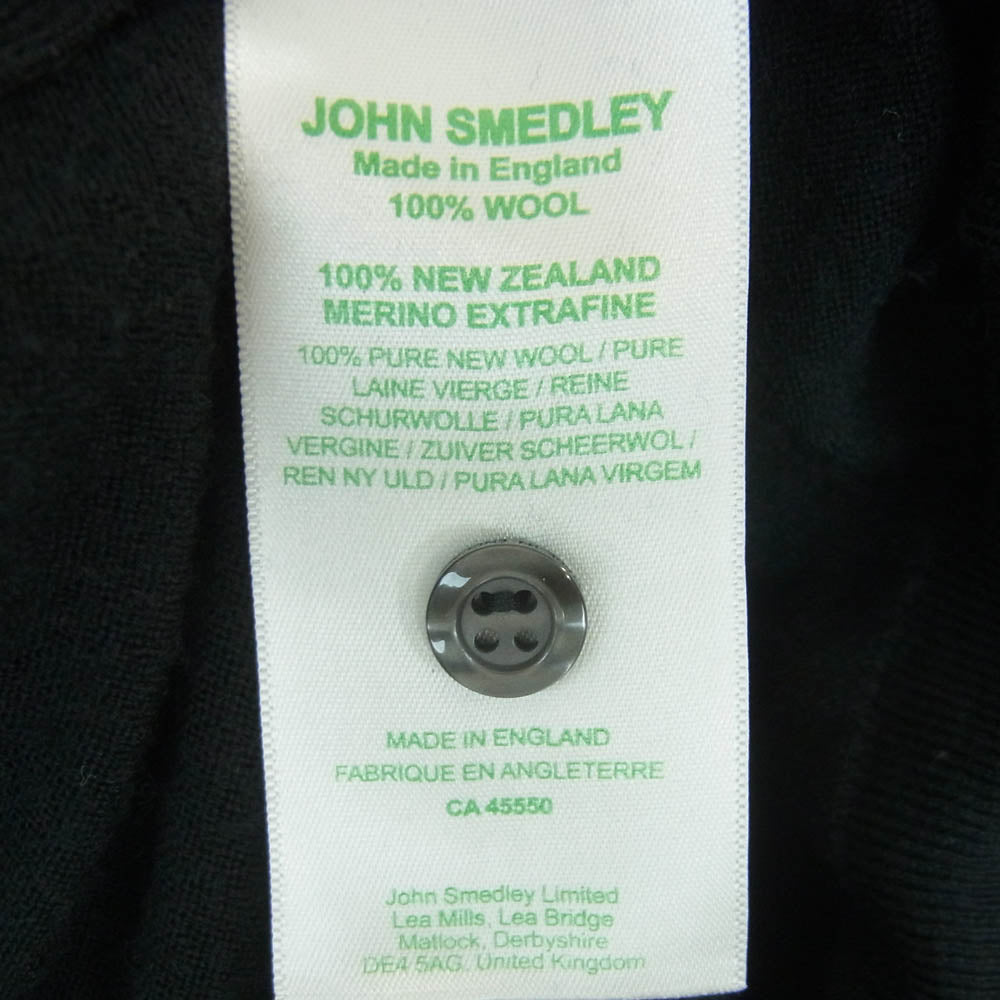 JOHN SMEDLEY
Made in England
100% WOOL
100% NEW ZEALAND
MERINO EXTRAFINE
100% PURE NEW WOOL / PURE
LAINE VIERGE / REINE
SCHURWOLLE / PURA LANA
VERGINE / ZUIVER SCHEERWOL /
REN NY ULD / PURA LANA VIRGEM
MADE IN ENGLAND
FABRIQUE EN ANGLETERRE
CA 45550
John Smedley Limited
Lea Mills, Lea Bridge
Matlock, Derbyshire
DE4 5AG. United Kingdom